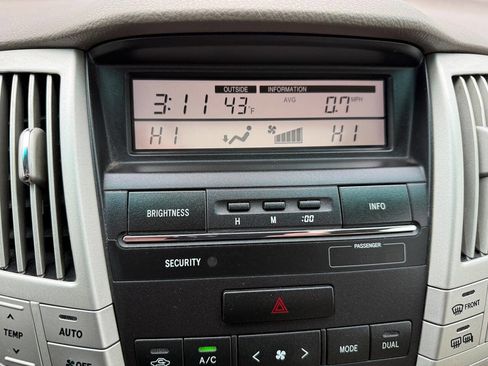 OUTSIDE INFORMATION
3:11 43°F AVG 0.7 MPH
HI HI
BRIGHTNESS H M :00 INFO
PASSENGER
SECURITY
FRONT
TEMP AUTO
OFF A/C MODE DUAL